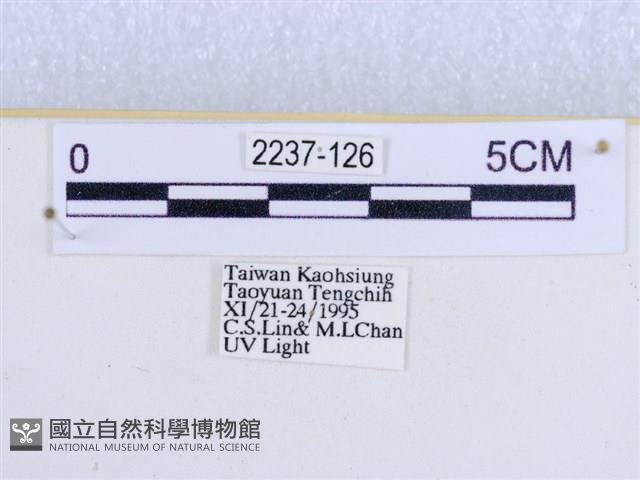 0
2237-126
5CM
Taiwan Kaohsiung
Taoyuan Tengchih
XI/21-24/1995
C.S.Lin& M.LChan
UV Light
國立自然科學博物館
NATIONAL MUSEUM OF NATURAL SCIENCE